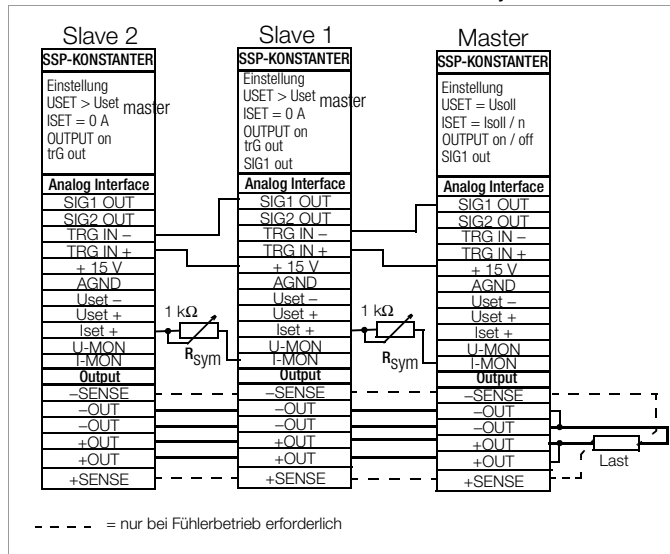 Slave 2
SSP-KONSTANTER
Einstellung
USET > Uset master
ISET = 0 A
OUTPUT on
trG out
Analog Interface
SIG1 OUT
SIG2 OUT
TRG IN –
TRG IN +
+ 15 V
AGND
Uset –
Uset +
Iset +
U-MON
I-MON
Output
–SENSE
–OUT
–OUT
+OUT
+OUT
+SENSE
1 kΩ
Rsym
Slave 1
SSP-KONSTANTER
Einstellung
USET > Uset master
ISET = 0 A
OUTPUT on
trG out
SIG1 out
Analog Interface
SIG1 OUT
SIG2 OUT
TRG IN –
TRG IN +
+ 15 V
AGND
Uset –
Uset +
Iset +
U-MON
I-MON
Output
–SENSE
–OUT
–OUT
+OUT
+OUT
+SENSE
1 kΩ
Rsym
Master
SSP-KONSTANTER
Einstellung
USET = Usoll
ISET = Isoll / n
OUTPUT on / off
SIG1 out
Analog Interface
SIG1 OUT
SIG2 OUT
TRG IN –
TRG IN +
+ 15 V
AGND
Uset –
Uset +
Iset +
U-MON
I-MON
Output
–SENSE
–OUT
–OUT
+OUT
+OUT
+SENSE
Last
= nur bei Fühlerbetrieb erforderlich